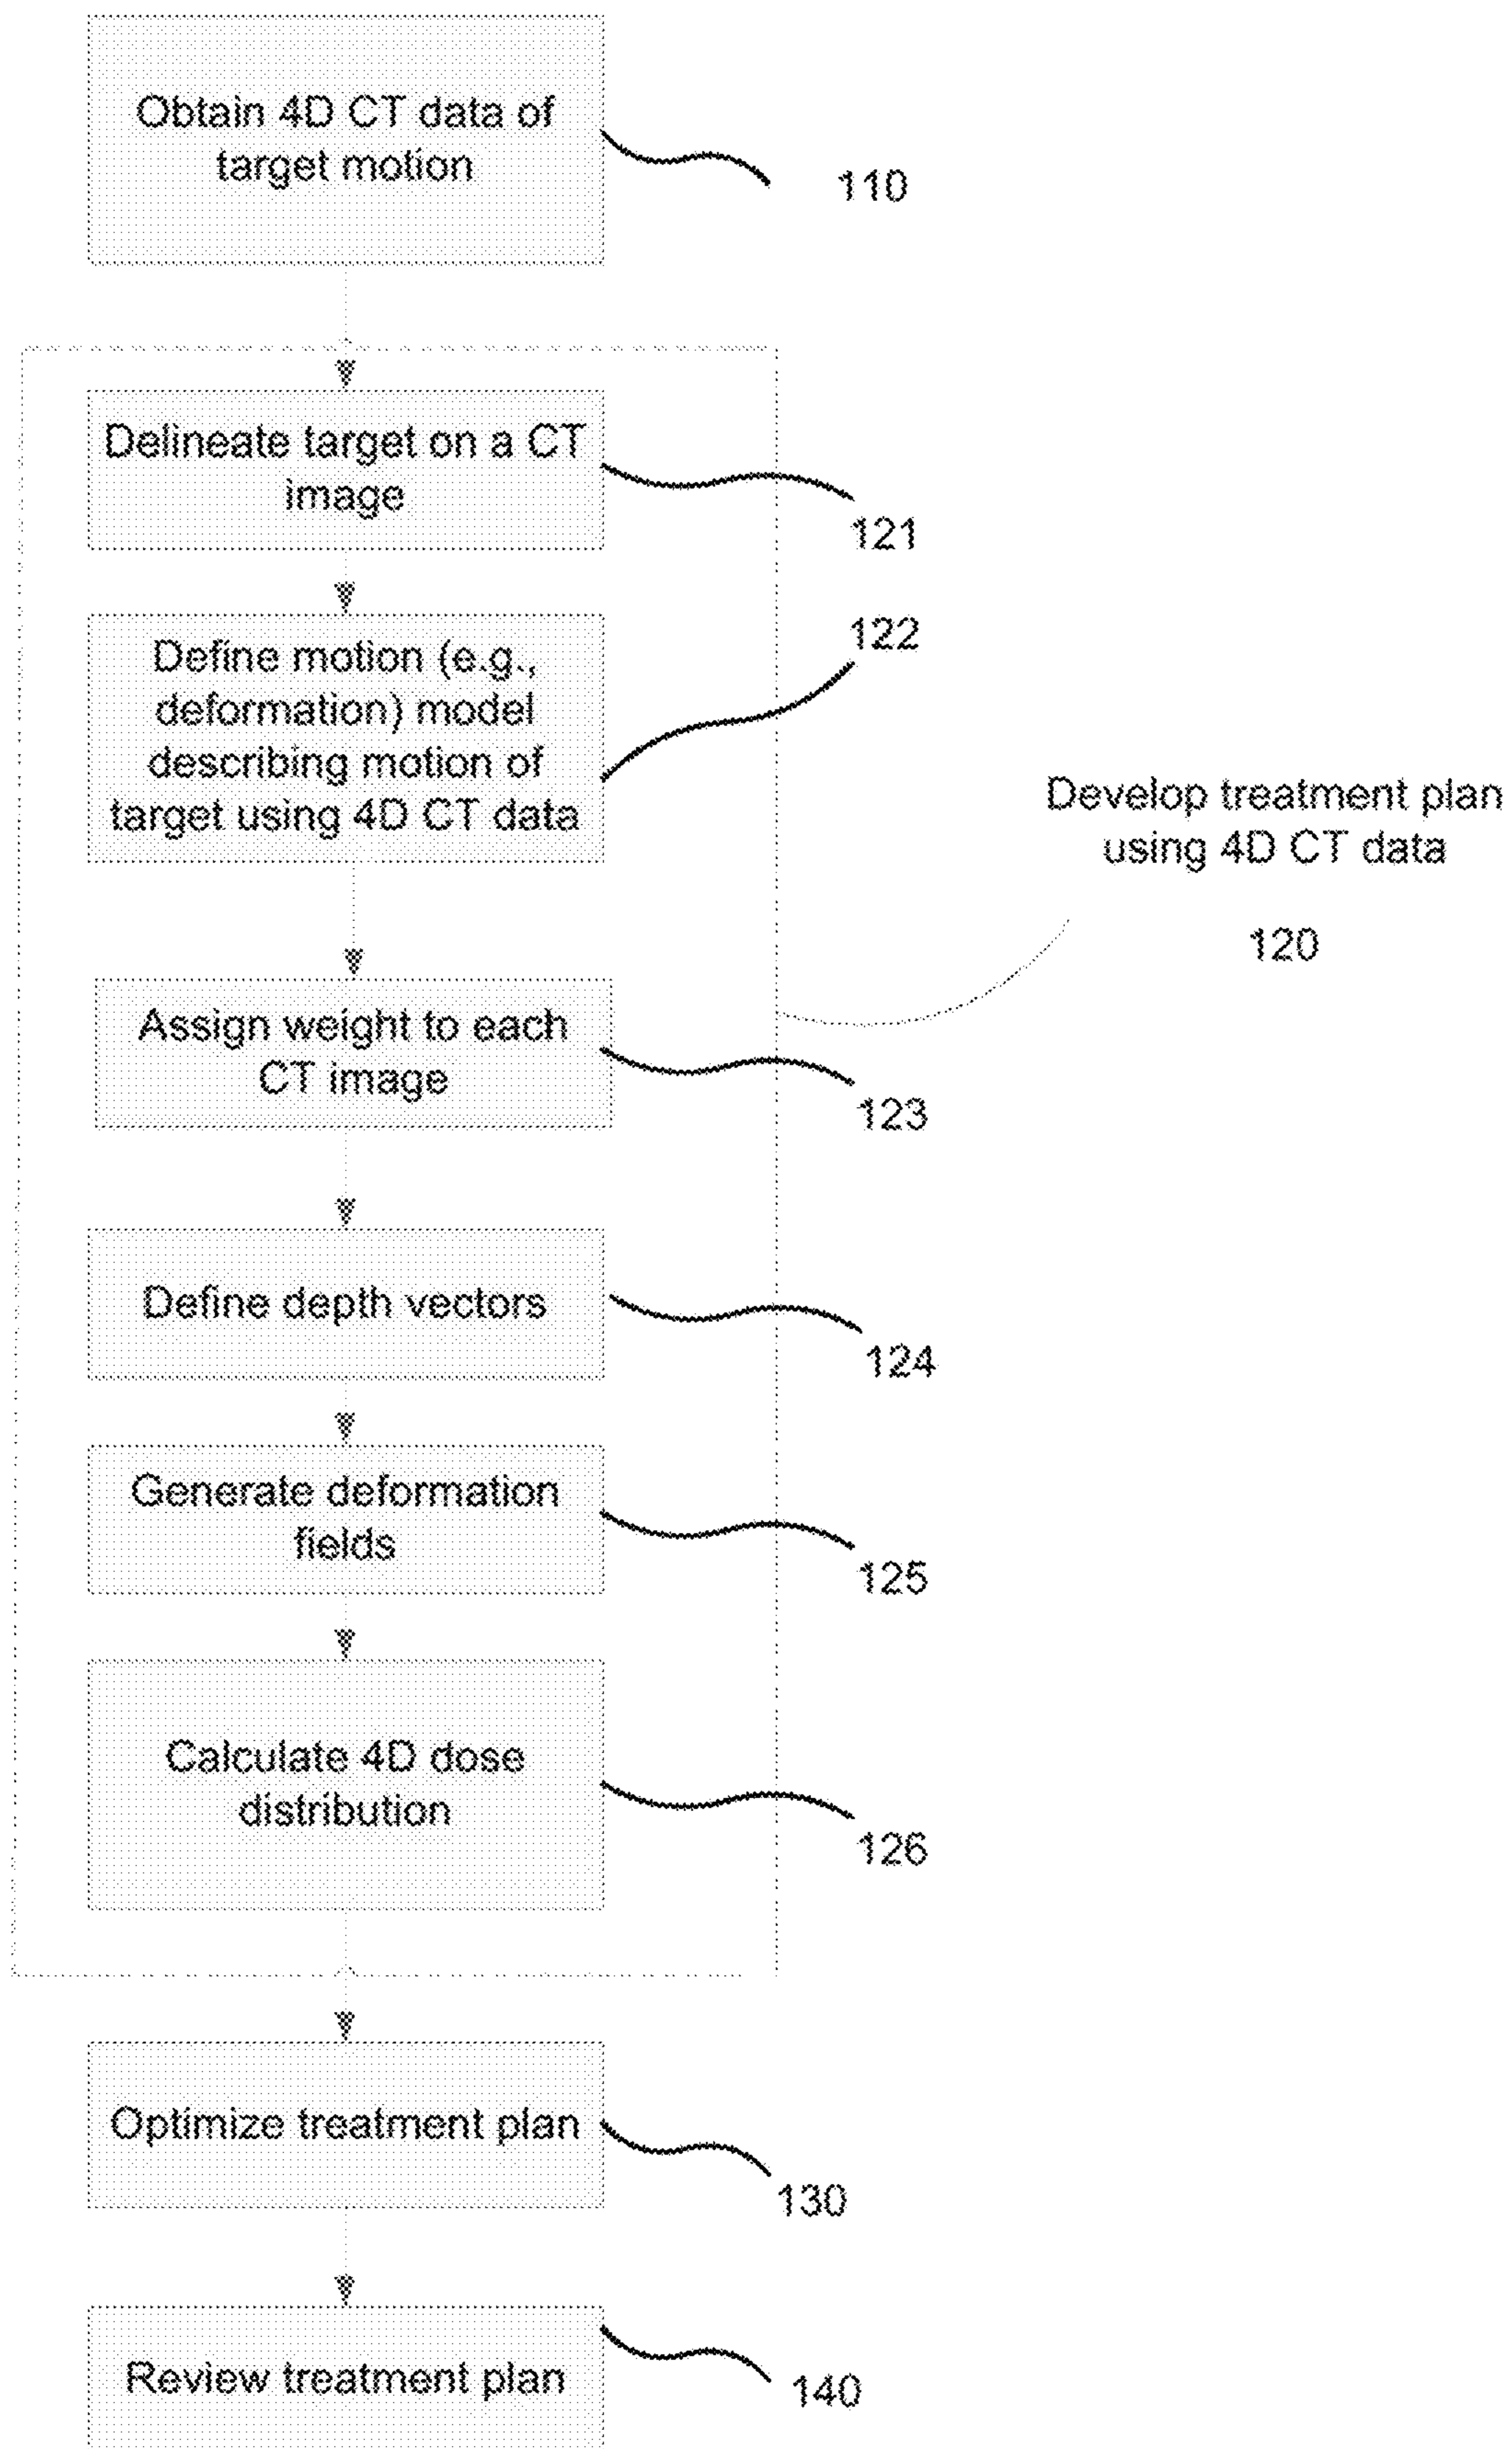 Obtain 4D CT data of
target motion
110
Delineate target on a CT
image
121
Define motion (e.g.,
deformation) model
describing motion of
target using 4D CT data
122
Develop treatment plan
using 4D CT data
120
Assign weight to each
CT image
123
Define depth vectors
124
Generate deformation
fields
125
Calculate 4D dose
distribution
126
Optimize treatment plan
130
Review treatment plan
140